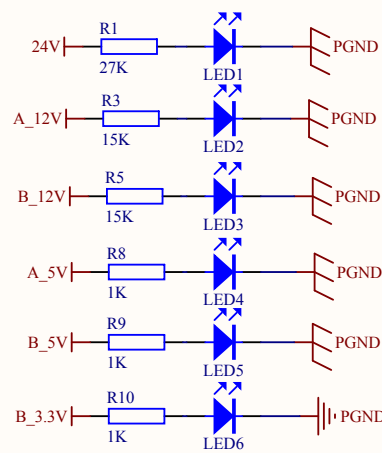 R1
24V
PGND
27K
LED1
R3
A_12V
PGND
15K
LED2
R5
B_12V
PGND
15K
LED3
R8
A_5V
PGND
1K
LED4
R9
B_5V
PGND
1K
LED5
R10
B_3.3V
PGND
1K
LED6